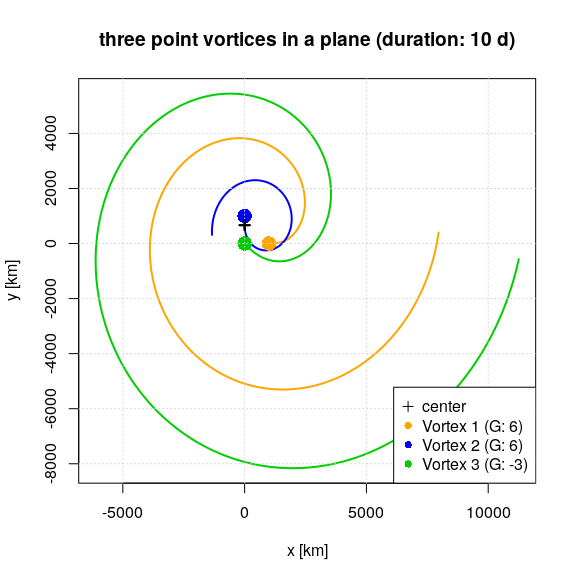 three point vortices in a plane (duration: 10 d)
y [km]
4000
2000
0
-2000
-4000
-6000
-8000
center
Vortex 1 (G: 6)
Vortex 2 (G: 6)
Vortex 3 (G: -3)
-5000 0 5000 10000
x [km]